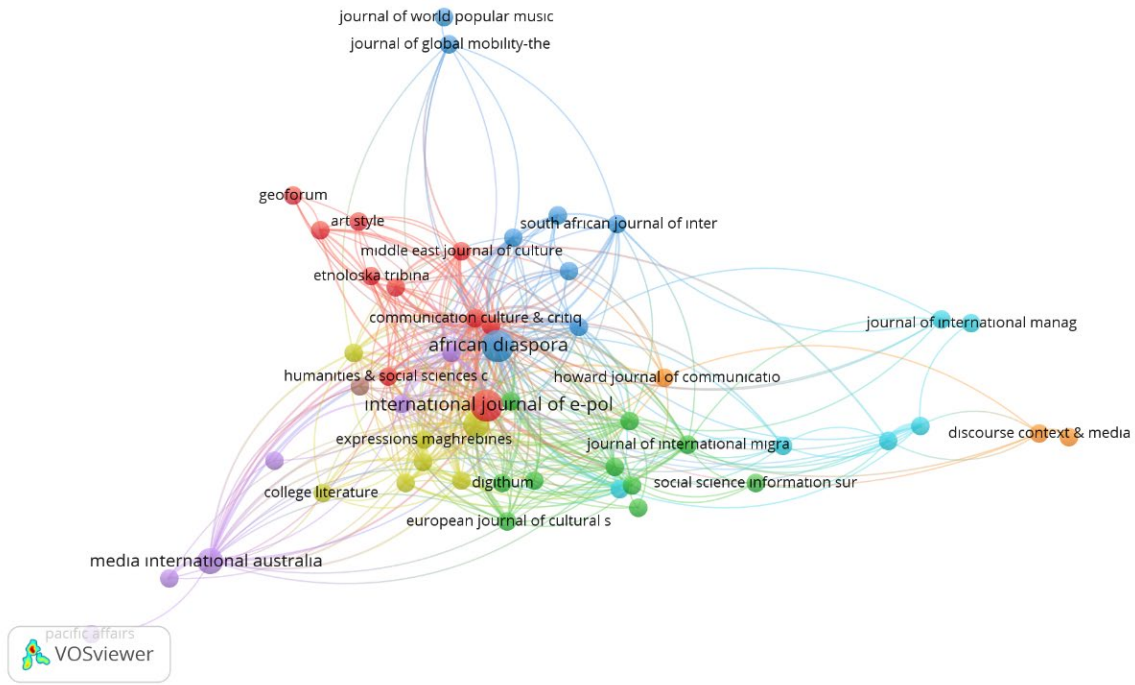 journal of world popular music
journal of global mobility-the
geoforum
art style
south african journal of inter
middle east journal of culture
etnoloska tribina
communication culture & critiq
journal of international manag
african diaspora
humanities & social sciences c
howard journal of communicatio
international journal of e-pol
discourse context & media
expressions maghrebines
journal of international migra
digithum
social science information sur
college literature
european journal of cultural s
media international australia
pacific affairs
VOSviewer